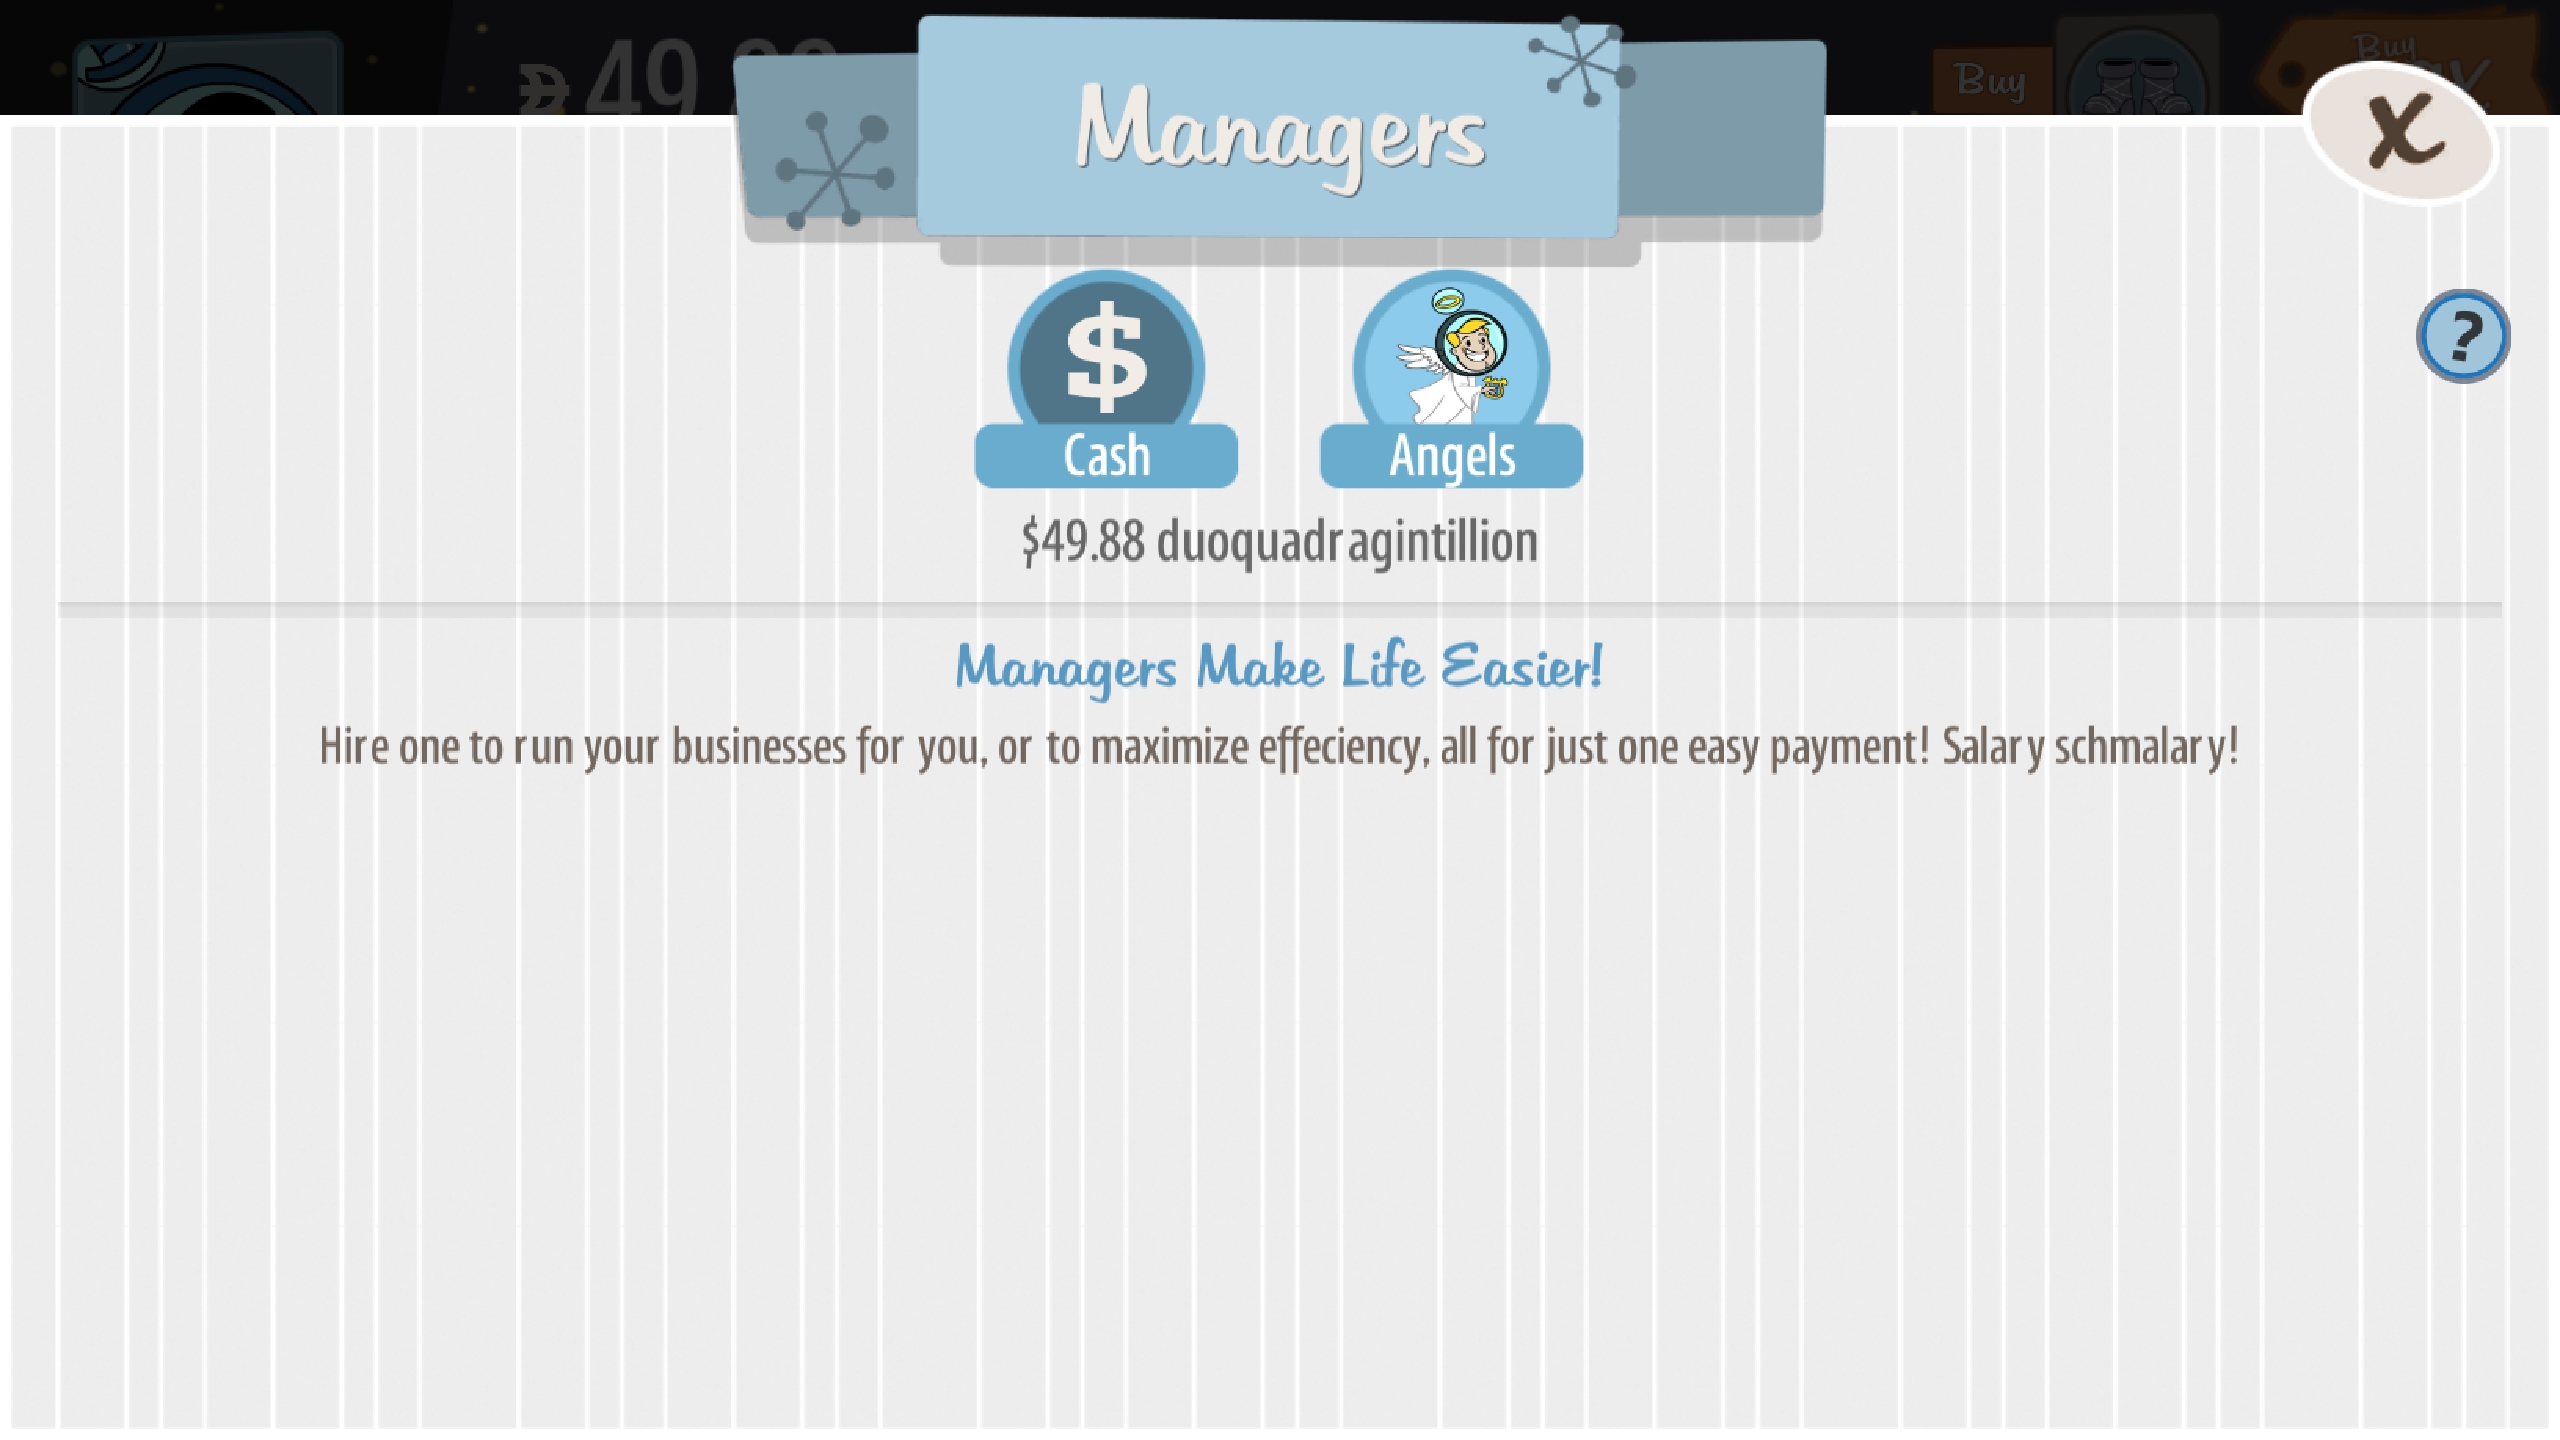 49
Buy
Buy
Managers
X
?
$
Cash
Angels
$49.88 duoquadragintillion
Managers Make Life Easier!
Hire one to run your businesses for you, or to maximize effeciency, all for just one easy payment! Salary schmalary!